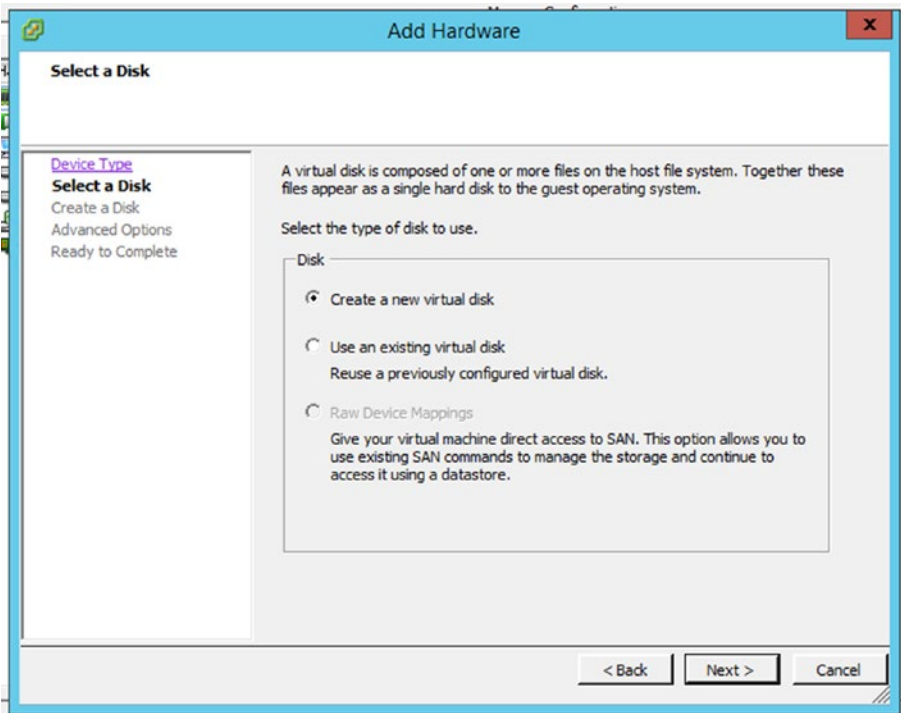 Add Hardware
x
Select a Disk
Device Type
Select a Disk
Create a Disk
Advanced Options
Ready to Complete
A virtual disk is composed of one or more files on the host file system. Together these
files appear as a single hard disk to the guest operating system.
Select the type of disk to use.
Disk
Create a new virtual disk
Use an existing virtual disk
Reuse a previously configured virtual disk.
Raw Device Mappings
Give your virtual machine direct access to SAN. This option allows you to
use existing SAN commands to manage the storage and continue to
access it using a datastore.
< Back Next > Cancel